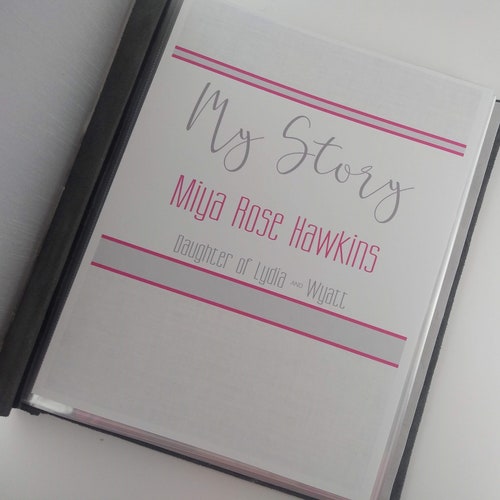 My Story
Miya Rose Hawkins
Daughter of Lydia AND Wyatt